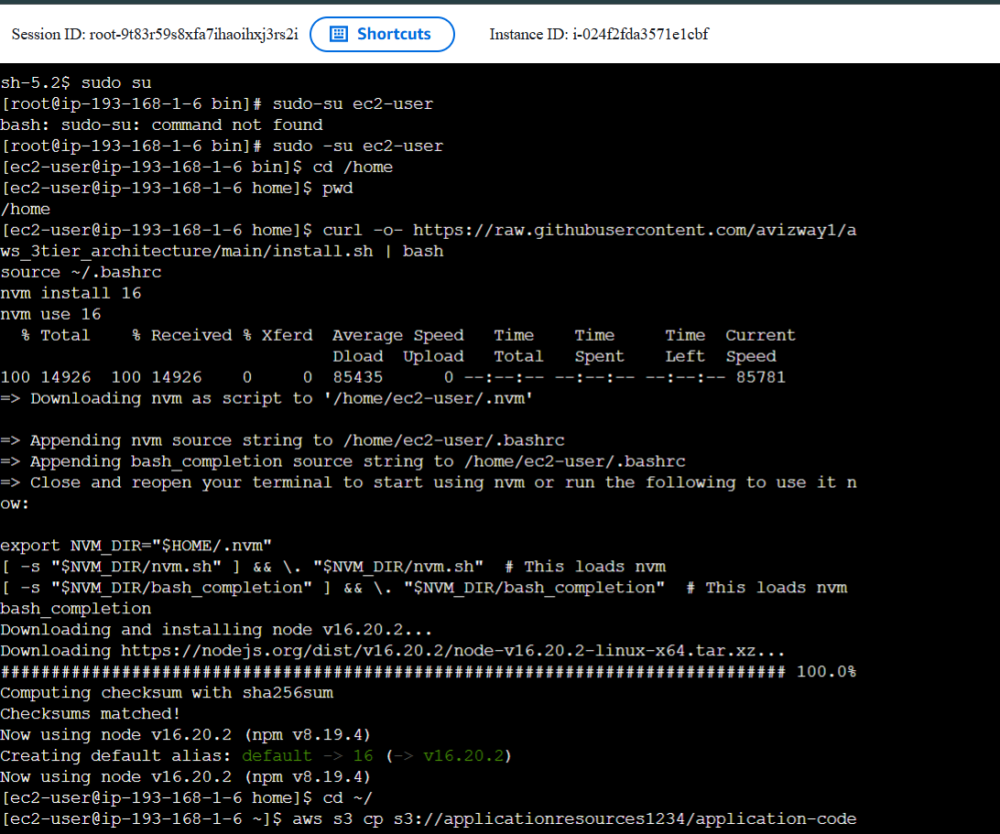 Session ID: root-9t83r59s8xfa7ihaoihxj3rs2i Shortcuts Instance ID: i-024f2fda3571e1cbf
sh-5.2$ sudo su
[root@ip-193-168-1-6 bin]# sudo-su ec2-user
bash: sudo-su: command not found
[root@ip-193-168-1-6 bin]# sudo -su ec2-user
[ec2-user@ip-193-168-1-6 bin]$ cd /home
[ec2-user@ip-193-168-1-6 home]$ pwd
/home
[ec2-user@ip-193-168-1-6 home]$ curl -o- https://raw.githubusercontent.com/avizway1/a
ws_3tier_architecture/main/install.sh | bash
source ~/.bashrc
nvm install 16
nvm use 16
  % Total    % Received % Xferd  Average Speed   Time    Time     Time  Current
                                 Dload  Upload   Total   Spent    Left  Speed
100 14926  100 14926    0     0  85435      0 --:--:-- --:--:-- --:--:-- 85781
=> Downloading nvm as script to '/home/ec2-user/.nvm'
=> Appending nvm source string to /home/ec2-user/.bashrc
=> Appending bash_completion source string to /home/ec2-user/.bashrc
=> Close and reopen your terminal to start using nvm or run the following to use it n
ow:
export NVM_DIR="$HOME/.nvm"
[ -s "$NVM_DIR/nvm.sh" ] && \. "$NVM_DIR/nvm.sh"  # This loads nvm
[ -s "$NVM_DIR/bash_completion" ] && \. "$NVM_DIR/bash_completion"  # This loads nvm
bash_completion
Downloading and installing node v16.20.2...
Downloading https://nodejs.org/dist/v16.20.2/node-v16.20.2-linux-x64.tar.xz...
############################################################################## 100.0%
Computing checksum with sha256sum
Checksums matched!
Now using node v16.20.2 (npm v8.19.4)
Creating default alias: default -> 16 (-> v16.20.2)
Now using node v16.20.2 (npm v8.19.4)
[ec2-user@ip-193-168-1-6 home]$ cd ~/
[ec2-user@ip-193-168-1-6 ~]$ aws s3 cp s3://applicationresources1234/application-code